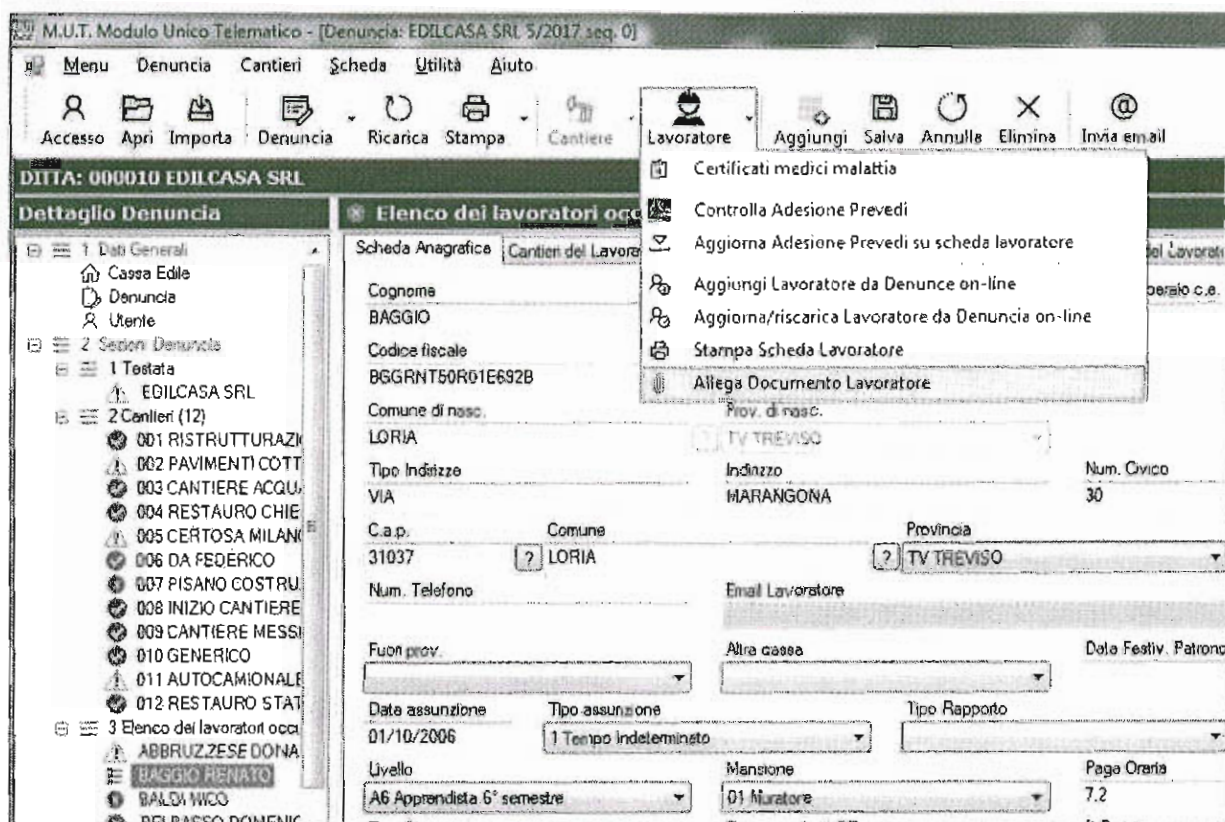 M.U.T. Modulo Unico Telematico - [Denuncia: EDILCASA SRL 5/2017 seq. 0]
Menu Denuncia Cantieri Scheda Utilità Aiuto
Accesso Apri Importa Denuncia Ricarica Stampa Cantiere Lavoratore Aggiungi Salva Annulla Elimina Invia email
DITTA: 000010 EDILCASA SRL
Dettaglio Denuncia
1 Dati Generali
Cassa Edile
Denuncia
Utente
2 Sezioni Denuncia
1 Testata
EDILCASA SRL
2 Cantieri (12)
001 RISTRUTTURAZI
002 PAVIMENTI COTT
003 CANTIERE ACQU
004 RESTAURO CHIE
005 CERTOSA MILAN
006 DA FEDERICO
007 PISANO COSTRU
008 INIZIO CANTIERE
009 CANTIERE MESSI
010 GENERICO
011 AUTOCAMIONALE
012 RESTAURO STAT
3 Elenco dei lavoratori occu
ABBRUZZESE DONA
BAGGIO RENATO
BALDI NICO
Elenco dei lavoratori occ
Scheda Anagrafica Cantieri del Lavora
Certificati medici malattia
Controlla Adesione Prevedi
Aggiorna Adesione Prevedi su scheda lavoratore
Aggiungi Lavoratore da Denunce on-line
Aggiorna/riscarica Lavoratore da Denuncia on-line
Stampa Scheda Lavoratore
Allega Documento Lavoratore
del Lavorat
operaio c.e.
Cognome
BAGGIO
Codice fiscale
BGGRNT50R01E692B
Comune di nasc. Prov. di nasc.
LORIA ? TV TREVISO
Tipo Indirizzo Indirizzo Num. Civico
VIA MARANGONA 30
C.a.p. Comune Provincia
31037 ? LORIA ? TV TREVISO
Num. Telefono Email Lavoratore
Fuori prov. Altra cassa Data Festiv. Patrono
Data assunzione Tipo assunzione Tipo Rapporto
01/10/2006 1 Tempo indeterminato
Livello Mansione Paga Oraria
A6 Apprendista 6° semestre 01 Muratore 7.2